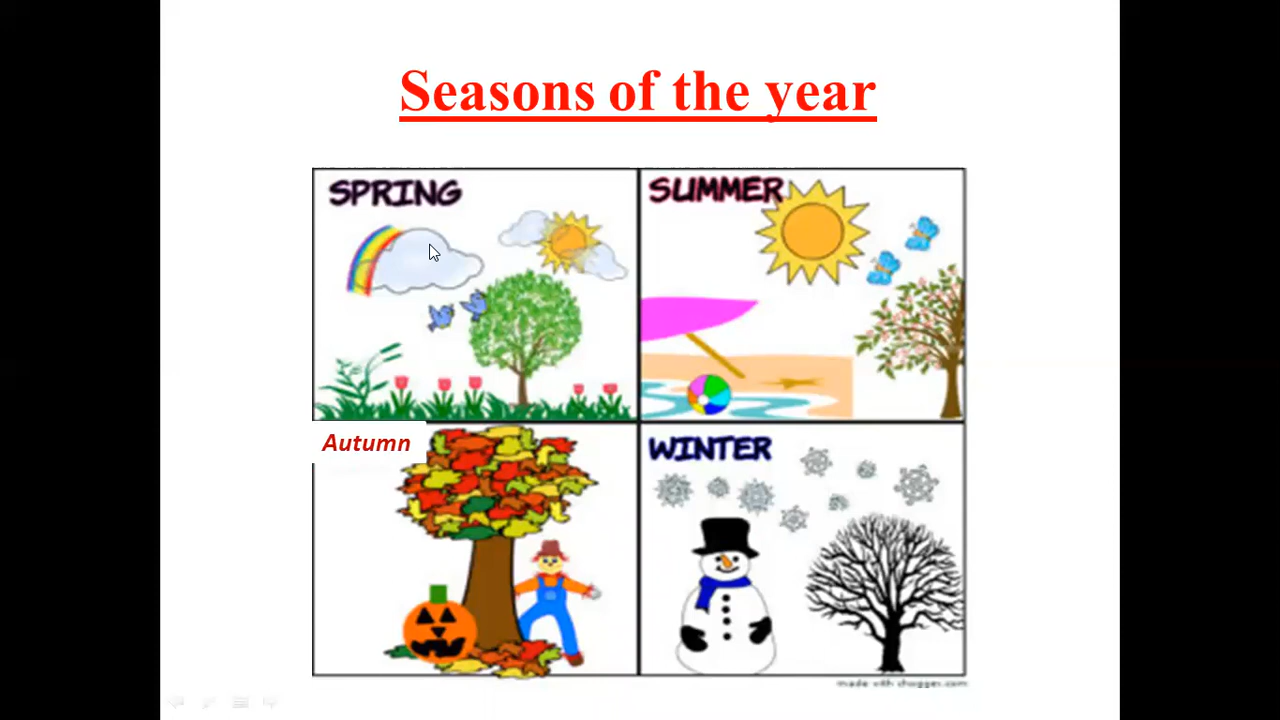 Seasons of the year
SPRING
SUMMER
Autumn
WINTER
made with chogger.com